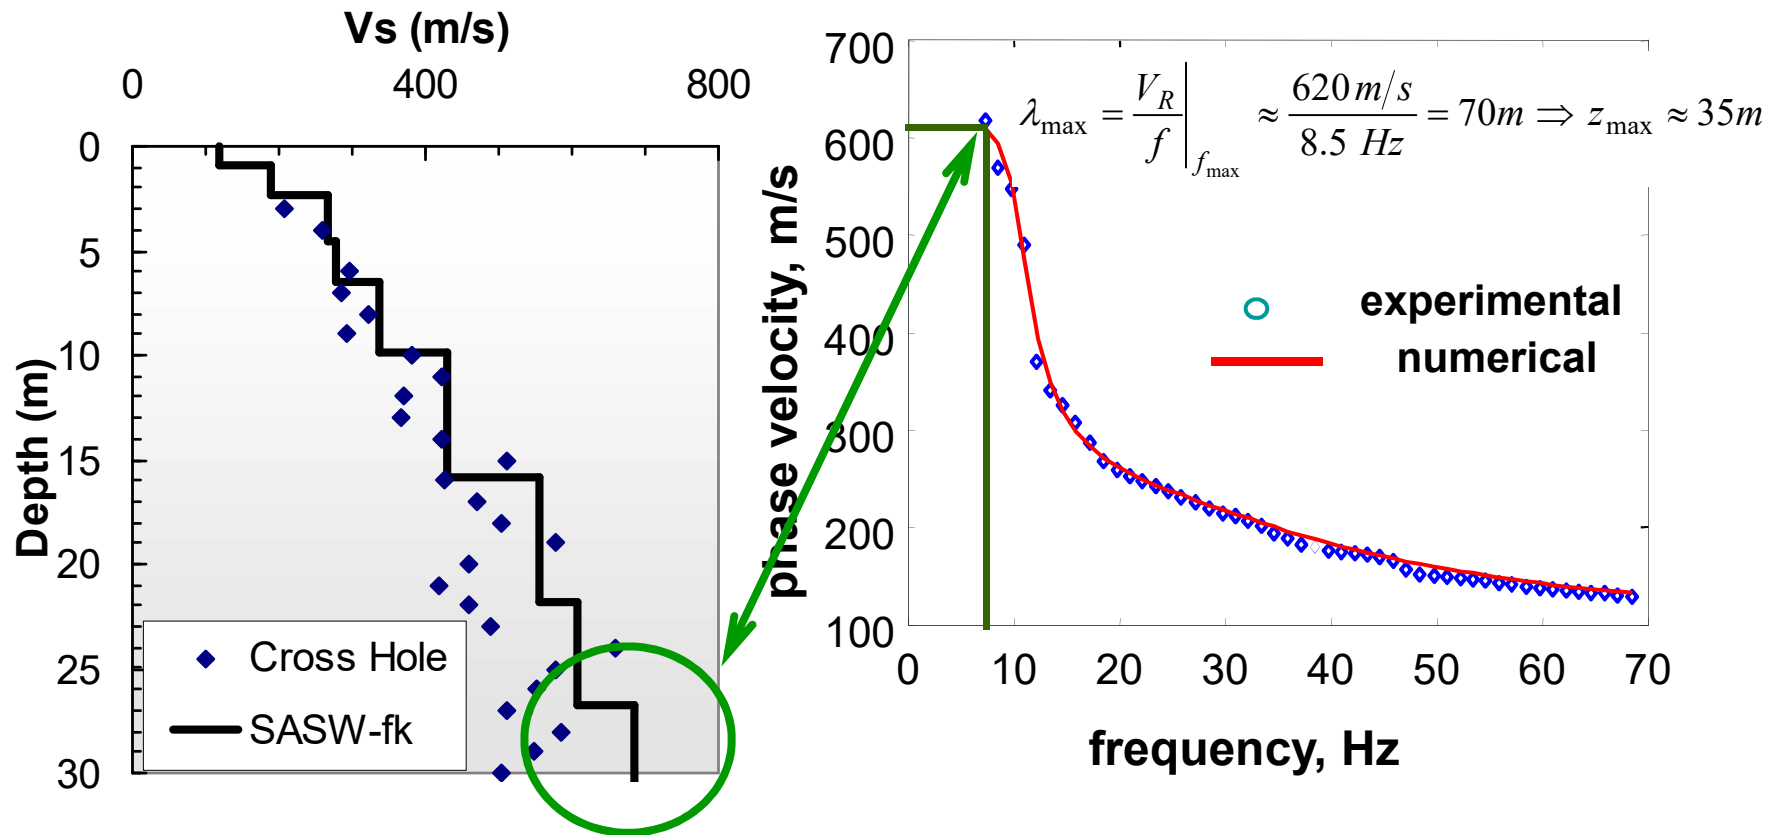 Vs (m/s)
0 400 800
0
5
10
15
20
25
30
Depth (m)
Cross Hole
SASW-fk
700
600
500
400
300
200
100
phase velocity, m/s
λmax = V_R / f |fmax ≈ 620 m/s / 8.5 Hz = 70m ⇒ zmax ≈ 35m
experimental
numerical
0 10 20 30 40 50 60 70
frequency, Hz